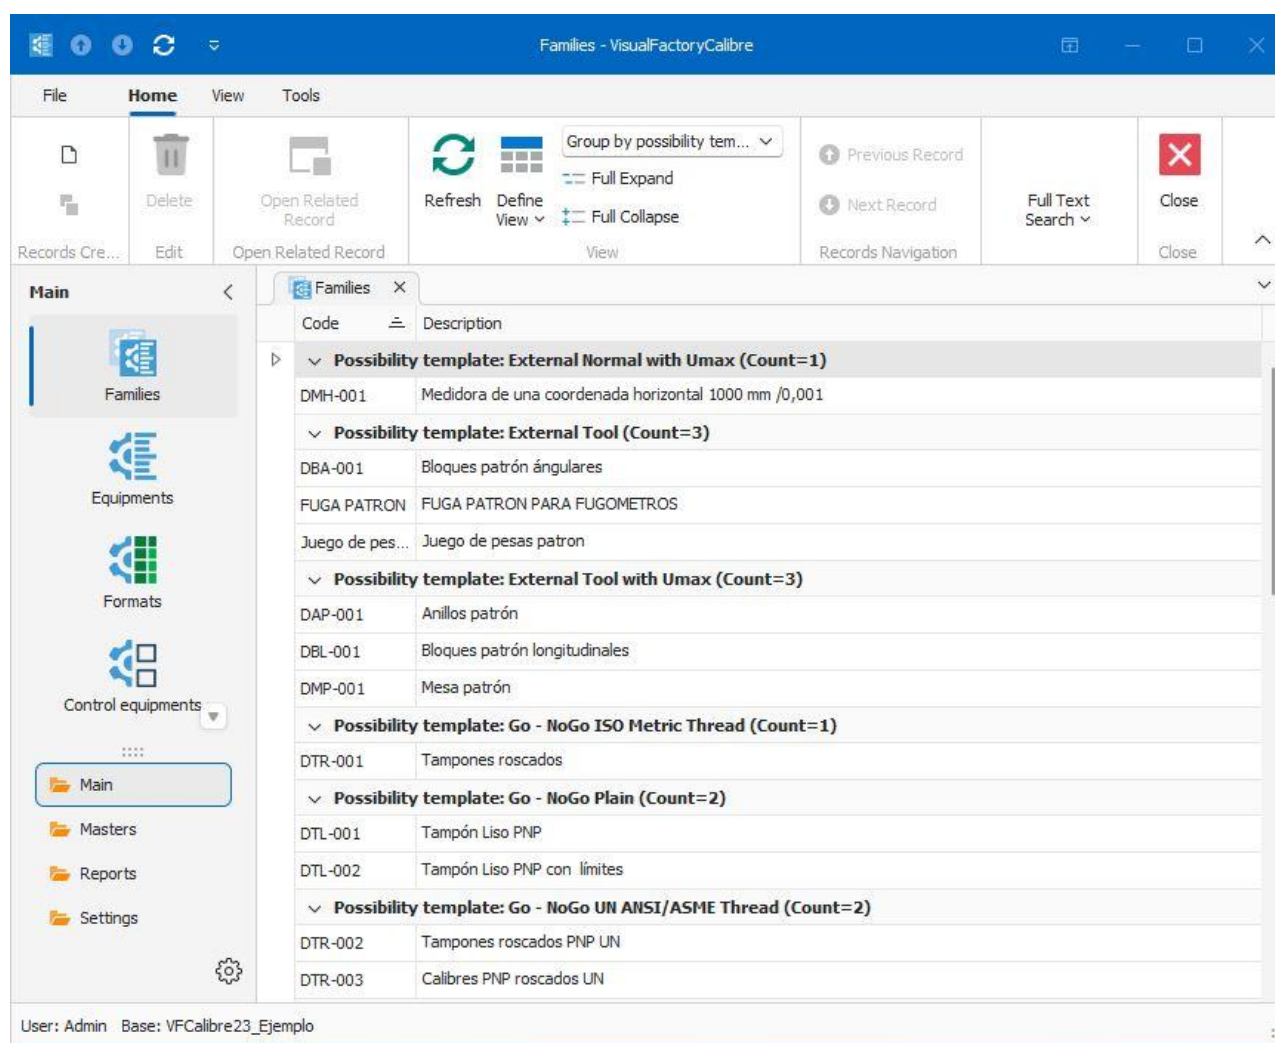 Families - VisualFactoryCalibre
File Home View Tools
Group by possibility tem...
Full Expand
Full Collapse
Delete
Open Related
Record
Refresh
Define
View
Previous Record
Next Record
Full Text
Search
Close
Records Cre...
Edit
Open Related Record
View
Records Navigation
Close
Main
Families
Equipments
Formats
Control equipments
Main
Masters
Reports
Settings
Families
Code Description
Possibility template: External Normal with Umax (Count=1)
DMH-001 Medidora de una coordenada horizontal 1000 mm /0,001
Possibility template: External Tool (Count=3)
DBA-001 Bloques patrón ángulares
FUGA PATRON FUGA PATRON PARA FUGOMETROS
Juego de pes... Juego de pesas patron
Possibility template: External Tool with Umax (Count=3)
DAP-001 Anillos patrón
DBL-001 Bloques patrón longitudinales
DMP-001 Mesa patrón
Possibility template: Go - NoGo ISO Metric Thread (Count=1)
DTR-001 Tampones roscados
Possibility template: Go - NoGo Plain (Count=2)
DTL-001 Tampón Liso PNP
DTL-002 Tampón Liso PNP con límites
Possibility template: Go - NoGo UN ANSI/ASME Thread (Count=2)
DTR-002 Tampones roscados PNP UN
DTR-003 Calibres PNP roscados UN
User: Admin Base: VFCalibre23_Ejemplo